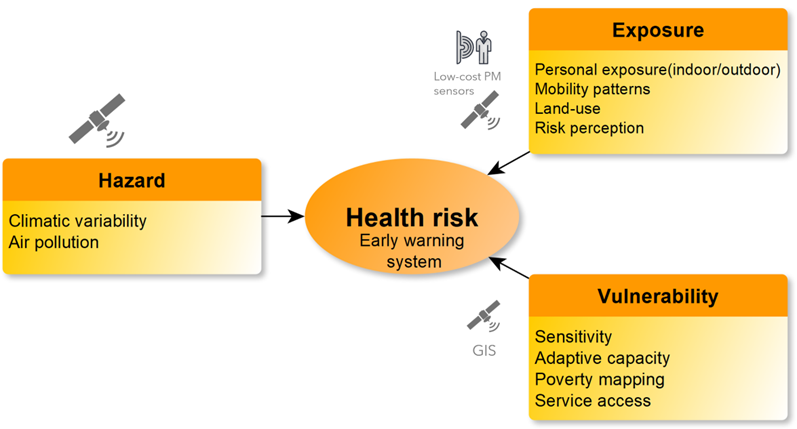 Exposure
Personal exposure(indoor/outdoor)
Mobility patterns
Land-use
Risk perception
Low-cost PM
sensors
Hazard
Climatic variability
Air pollution
Health risk
Early warning
system
Vulnerability
Sensitivity
Adaptive capacity
Poverty mapping
Service access
GIS